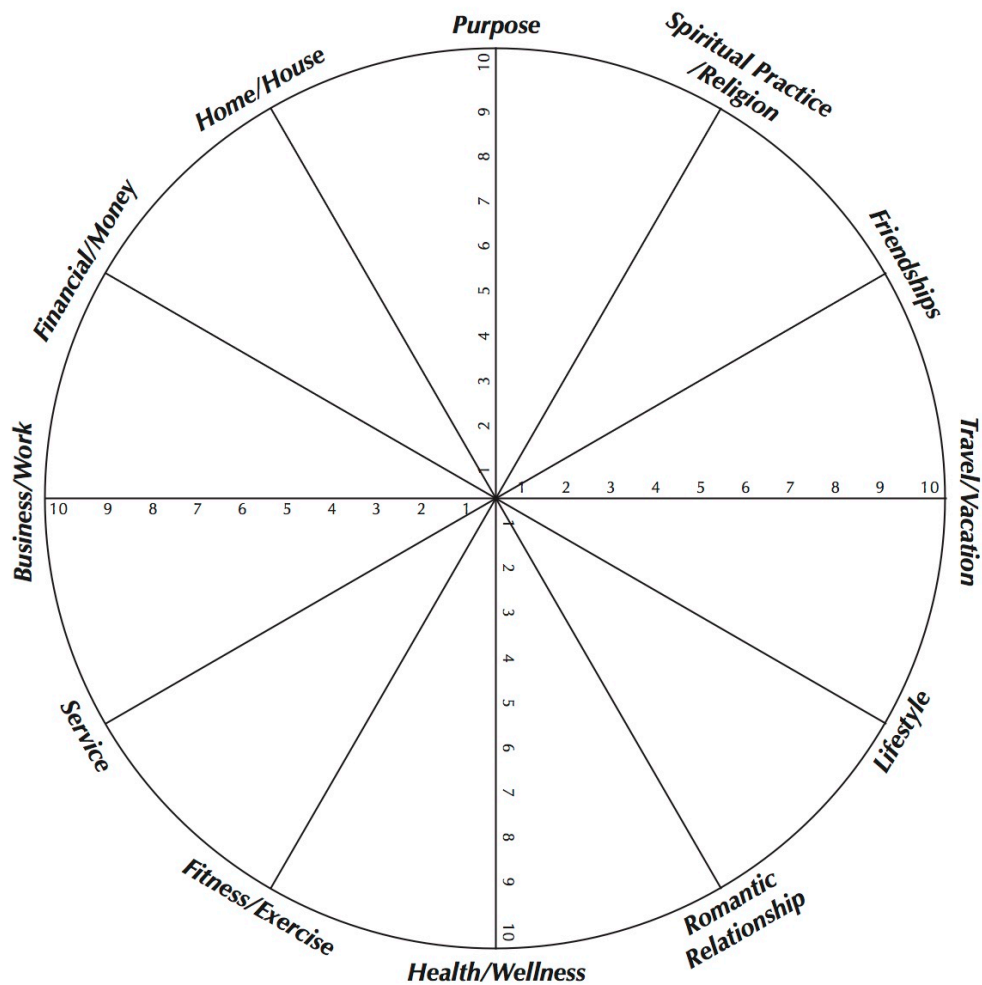 Purpose
Spiritual Practice
/Religion
Friendships
Travel/Vacation
Lifestyle
Romantic
Relationship
Health/Wellness
Fitness/Exercise
Service
Business/Work
Financial/Money
Home/House
10
9
8
7
6
5
4
3
2
1
1 2 3 4 5 6 7 8 9 10
10 9 8 7 6 5 4 3 2 1
1
2
3
4
5
6
7
8
9
10